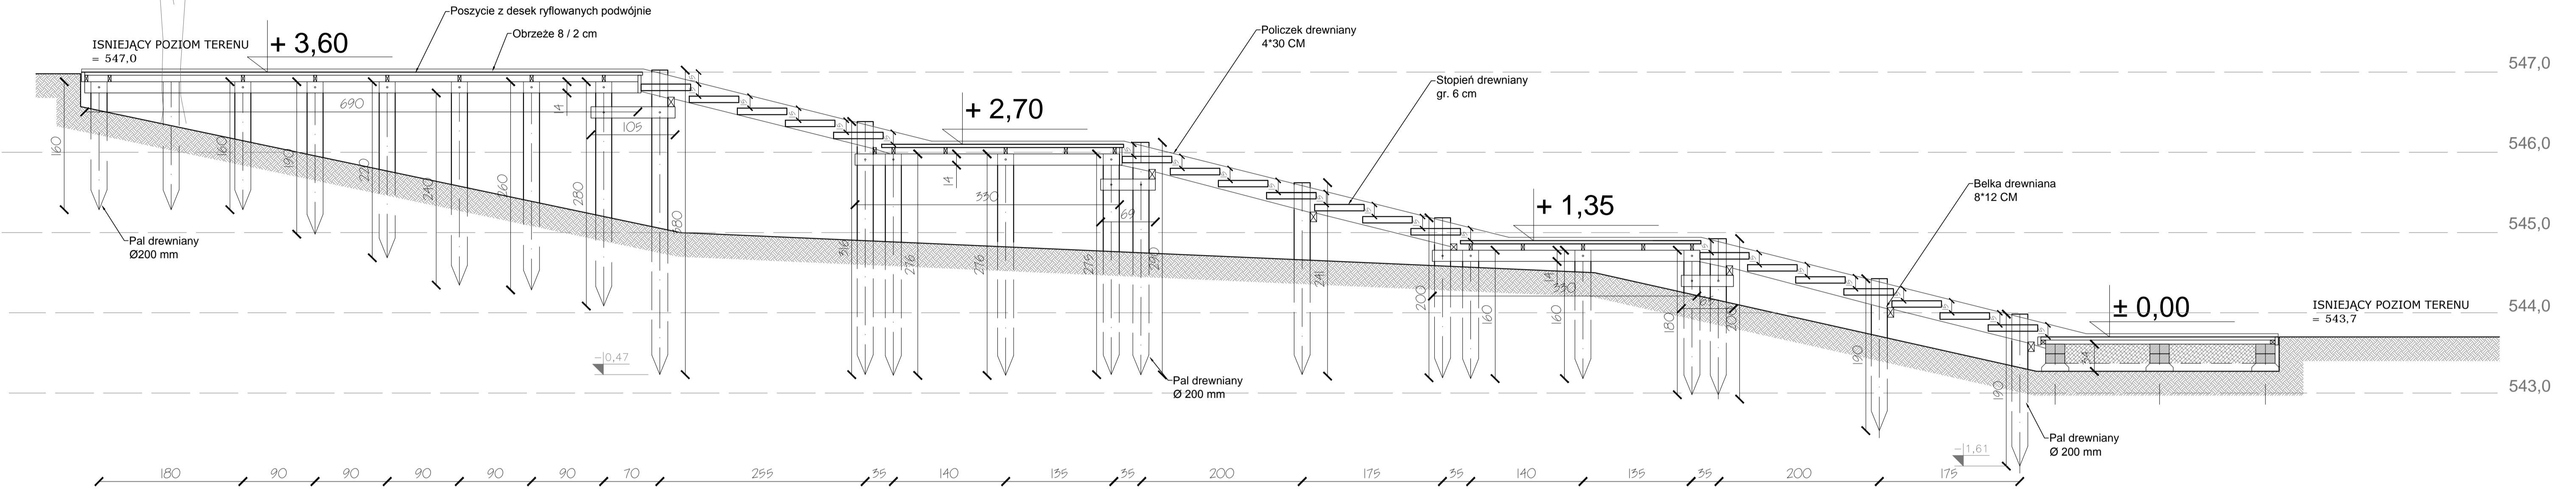 Poszycie z desek ryflowanych podwójnie
Obrzeże 8 / 2 cm
ISNIEJĄCY POZIOM TERENU
= 547,0
+ 3,60
Policzek drewniany
4*30 CM
547,0
Stopień drewniany
gr. 6 cm
+ 2,70
690
14
105
160
160
190
220
240
260
280
546,0
14
330
69
Belka drewniana
8*12 CM
+ 1,35
545,0
Pal drewniany
Ø200 mm
380
316
276
276
275
290
241
200
160
14
330
160
180
200
± 0,00
ISNIEJĄCY POZIOM TERENU
= 543,7
544,0
-0,47
34
190
190
Pal drewniany
Ø 200 mm
543,0
Pal drewniany
Ø 200 mm
-1,61
180 90 90 90 90 90 70 255 35 140 135 35 200 175 35 140 135 35 200 175